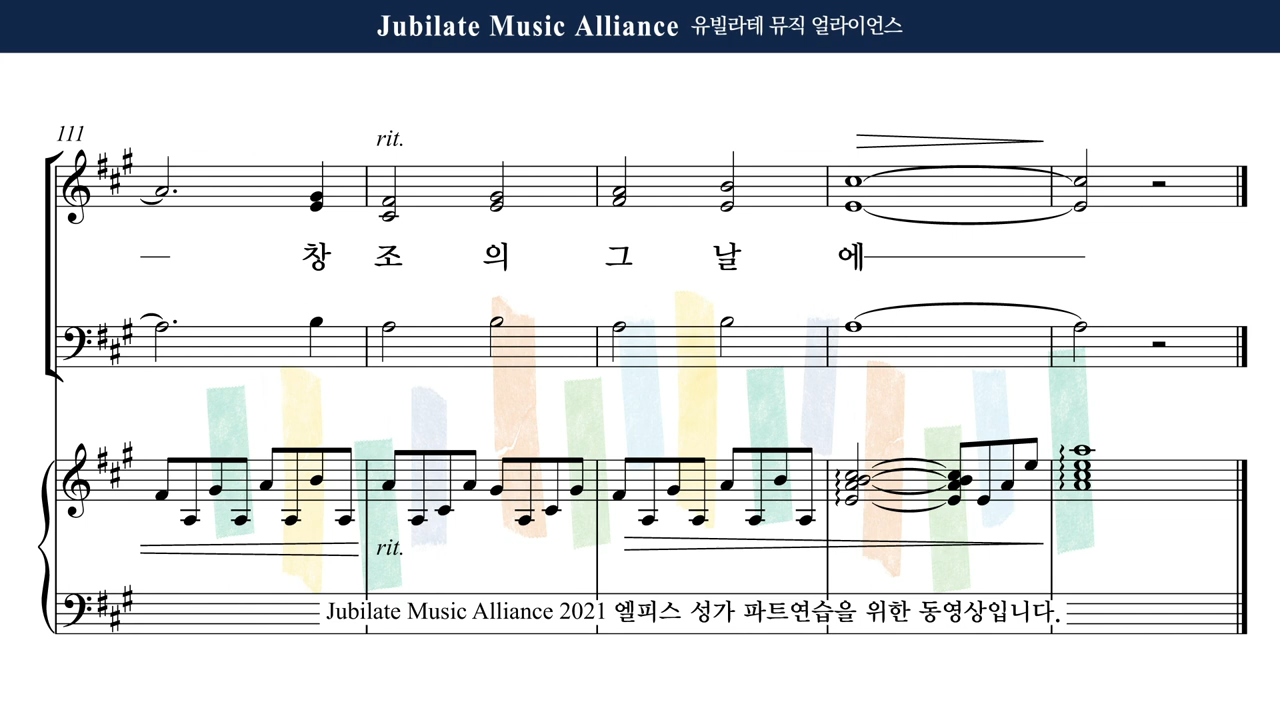 Jubilate Music Alliance 유빌라테 뮤직 얼라이언스
111
rit.
창 조 의 그 날 에
rit.
Jubilate Music Alliance 2021 엘피스 성가 파트연습을 위한 동영상입니다.